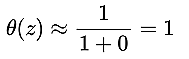 θ(z) ≈ 1/(1 + 0) = 1